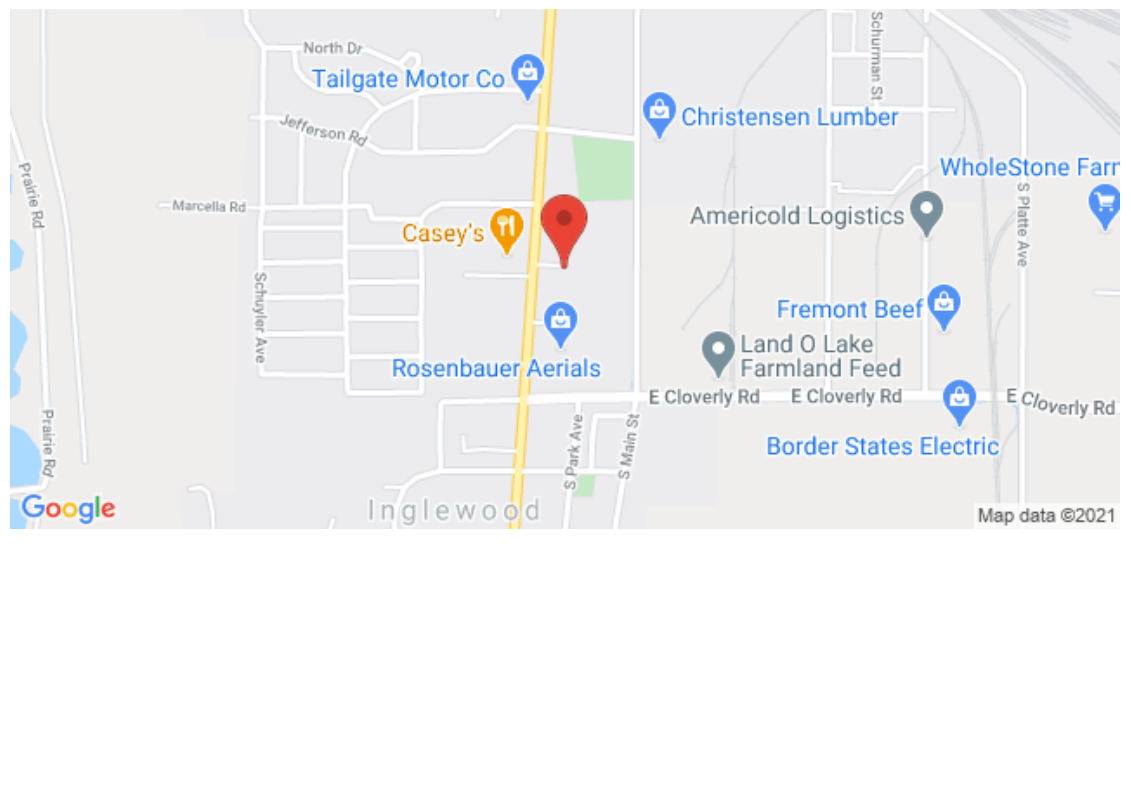 North Dr
Tailgate Motor Co
Schurman St
Christensen Lumber
Jefferson Rd
WholeStone Farm
Prairie Rd
Marcella Rd
S Platte Ave
Americold Logistics
Casey's
Schuyler Ave
Fremont Beef
Land O Lake
Farmland Feed
Rosenbauer Aerials
E Cloverly Rd
E Cloverly Rd
E Cloverly Rd
Prairie Rd
S Park Ave
S Main St
Border States Electric
Inglewood
Google
Map data ©2021